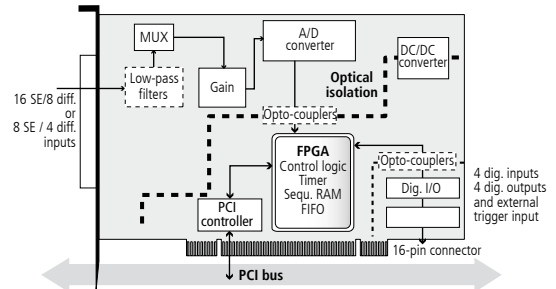 MUX
A/D
converter
DC/DC
converter
Low-pass
filters
Gain
Optical
isolation
16 SE/8 diff.
or
8 SE / 4 diff.
inputs
Opto-couplers
FPGA
Control logic
Timer
Sequ. RAM
FIFO
Opto-couplers
Dig. I/O
4 dig. inputs
4 dig. outputs
and external
trigger input
PCI
controller
16-pin connector
PCI bus